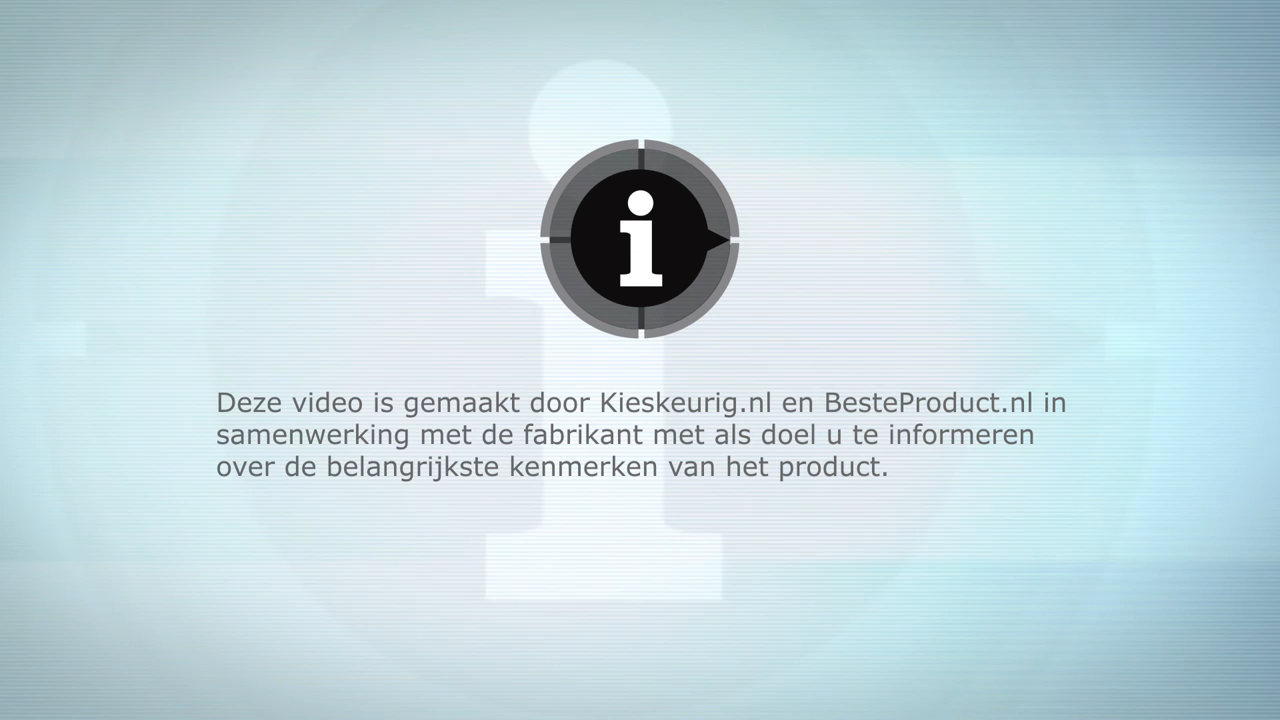 i
Deze video is gemaakt door Kieskeurig.nl en BesteProduct.nl in
samenwerking met de fabrikant met als doel u te informeren
over de belangrijkste kenmerken van het product.